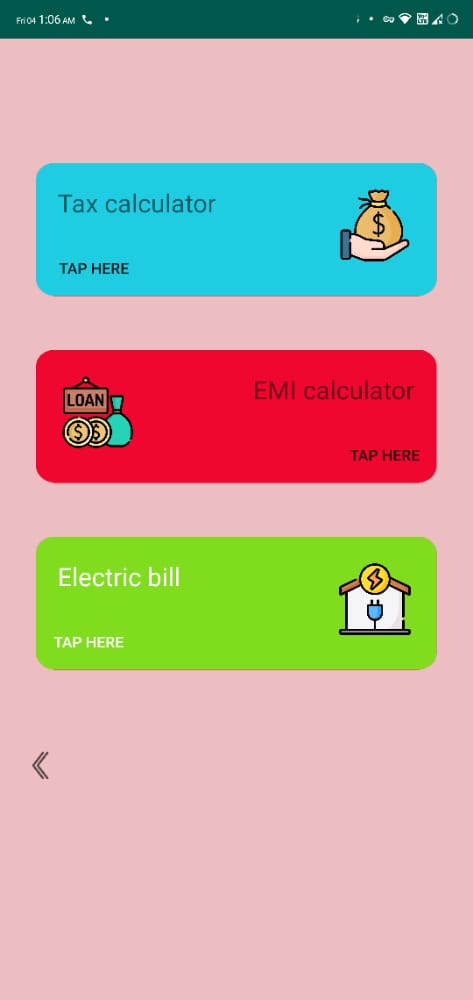 Fri 04 1:06 AM
Tax calculator
TAP HERE
LOAN
EMI calculator
TAP HERE
Electric bill
TAP HERE